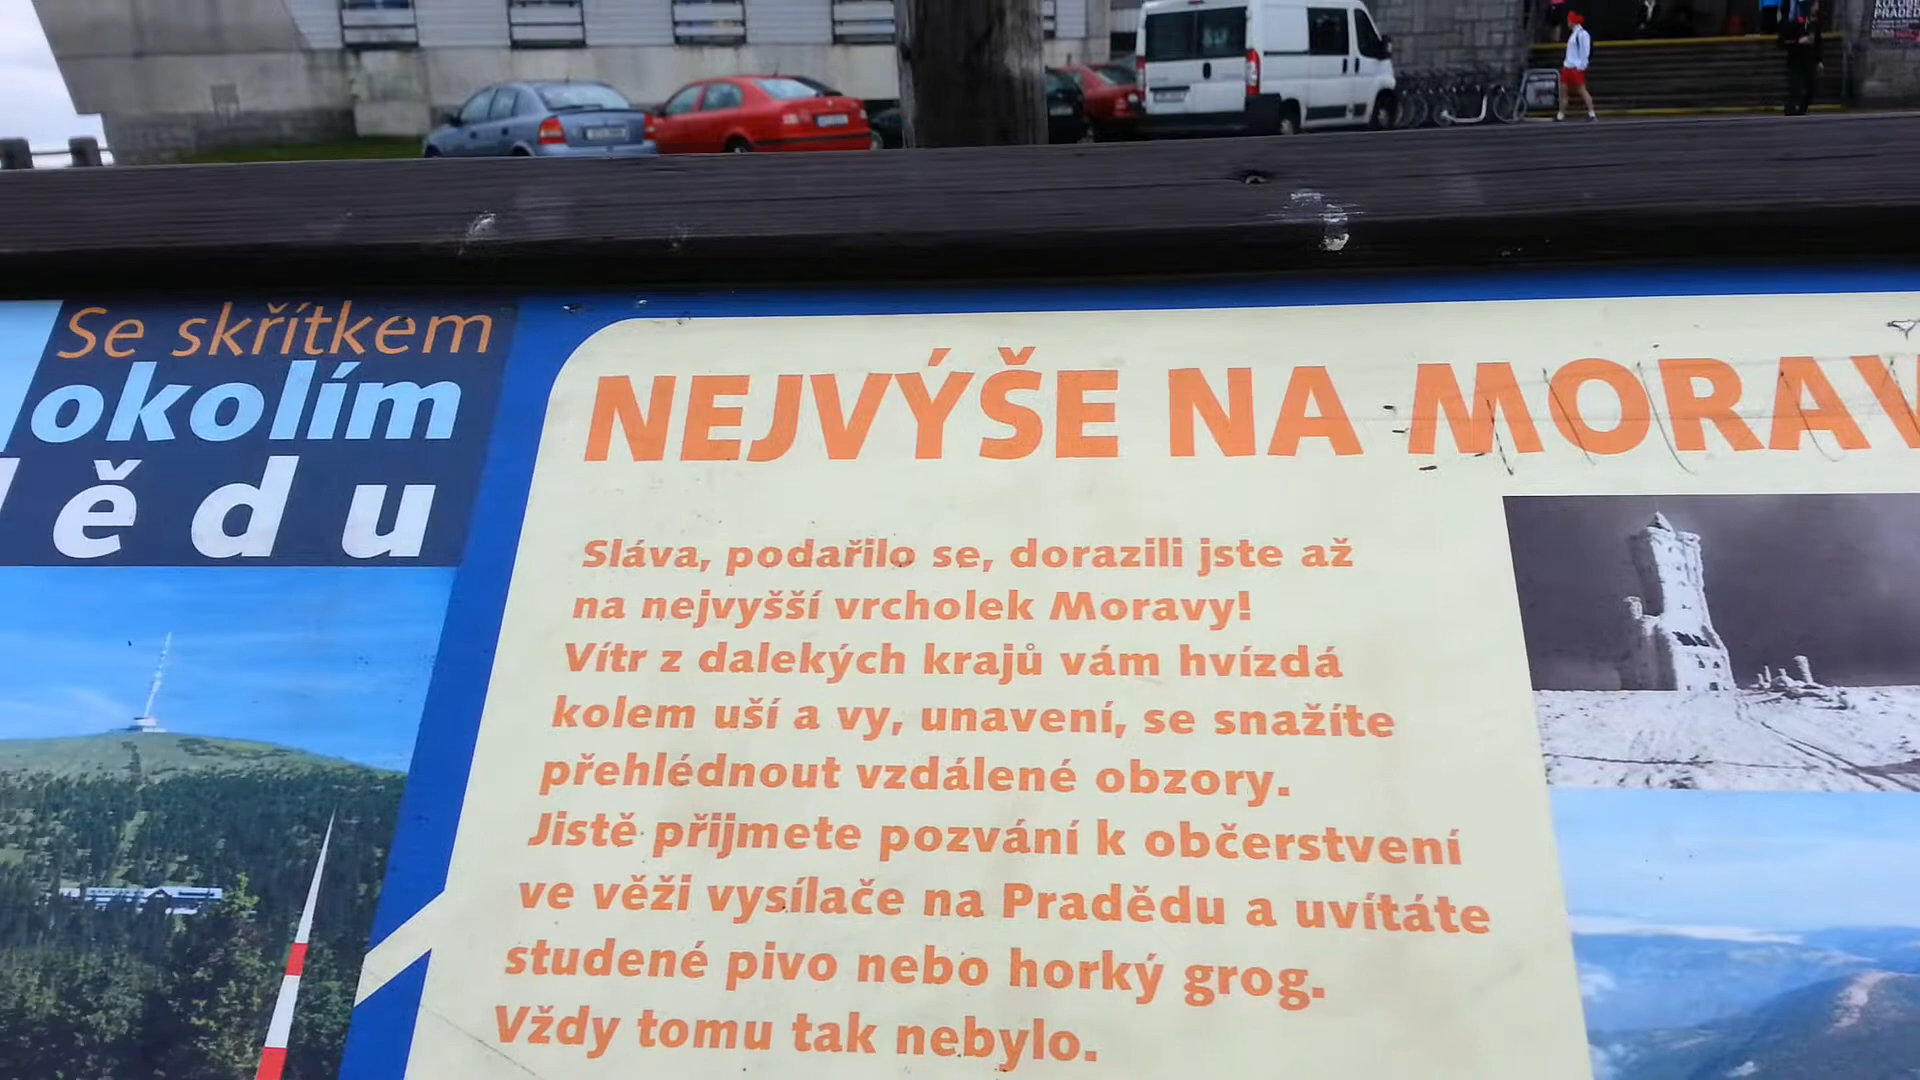 Se skřítkem
okolím
ědu
NEJVÝŠE NA MORAV
Sláva, podařilo se, dorazili jste až
na nejvyšší vrcholek Moravy!
Vítr z dalekých krajů vám hvízdá
kolem uší a vy, unavení, se snažíte
přehlédnout vzdálené obzory.
Jistě přijmete pozvání k občerstvení
ve věži vysílače na Pradědu a uvítáte
studené pivo nebo horký grog.
Vždy tomu tak nebylo.